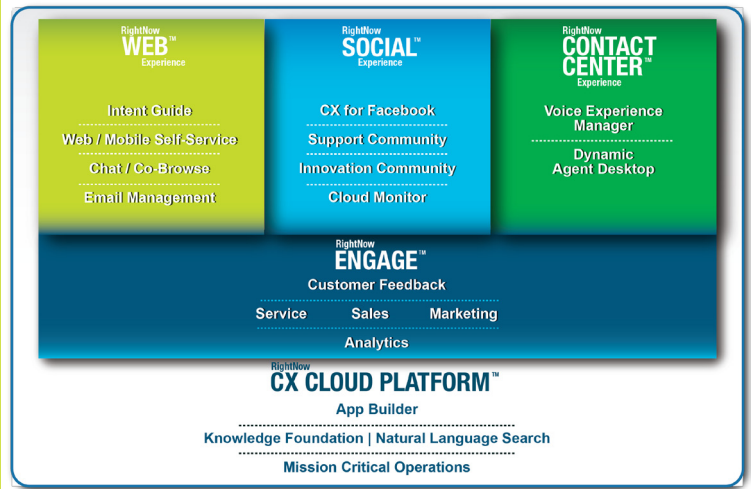 RightNow
WEB™
Experience
Intent Guide
Web / Mobile Self-Service
Chat / Co-Browse
Email Management
RightNow
SOCIAL™
Experience
CX for Facebook
Support Community
Innovation Community
Cloud Monitor
RightNow
CONTACT
CENTER™
Experience
Voice Experience
Manager
Dynamic
Agent Desktop
RightNow
ENGAGE™
Customer Feedback
Service Sales Marketing
Analytics
RightNow
CX CLOUD PLATFORM™
App Builder
Knowledge Foundation | Natural Language Search
Mission Critical Operations